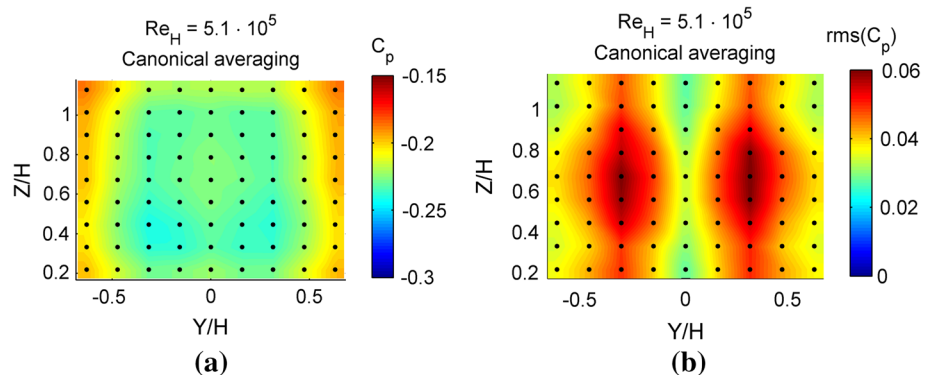 Re_H = 5.1 · 10^5
Canonical averaging
C_p
-0.15
-0.2
-0.25
-0.3
Z/H
1
0.8
0.6
0.4
0.2
-0.5
0
0.5
Y/H
(a)
Re_H = 5.1 · 10^5
Canonical averaging
rms(C_p)
0.06
0.04
0.02
0
Z/H
1
0.8
0.6
0.4
0.2
-0.5
0
0.5
Y/H
(b)